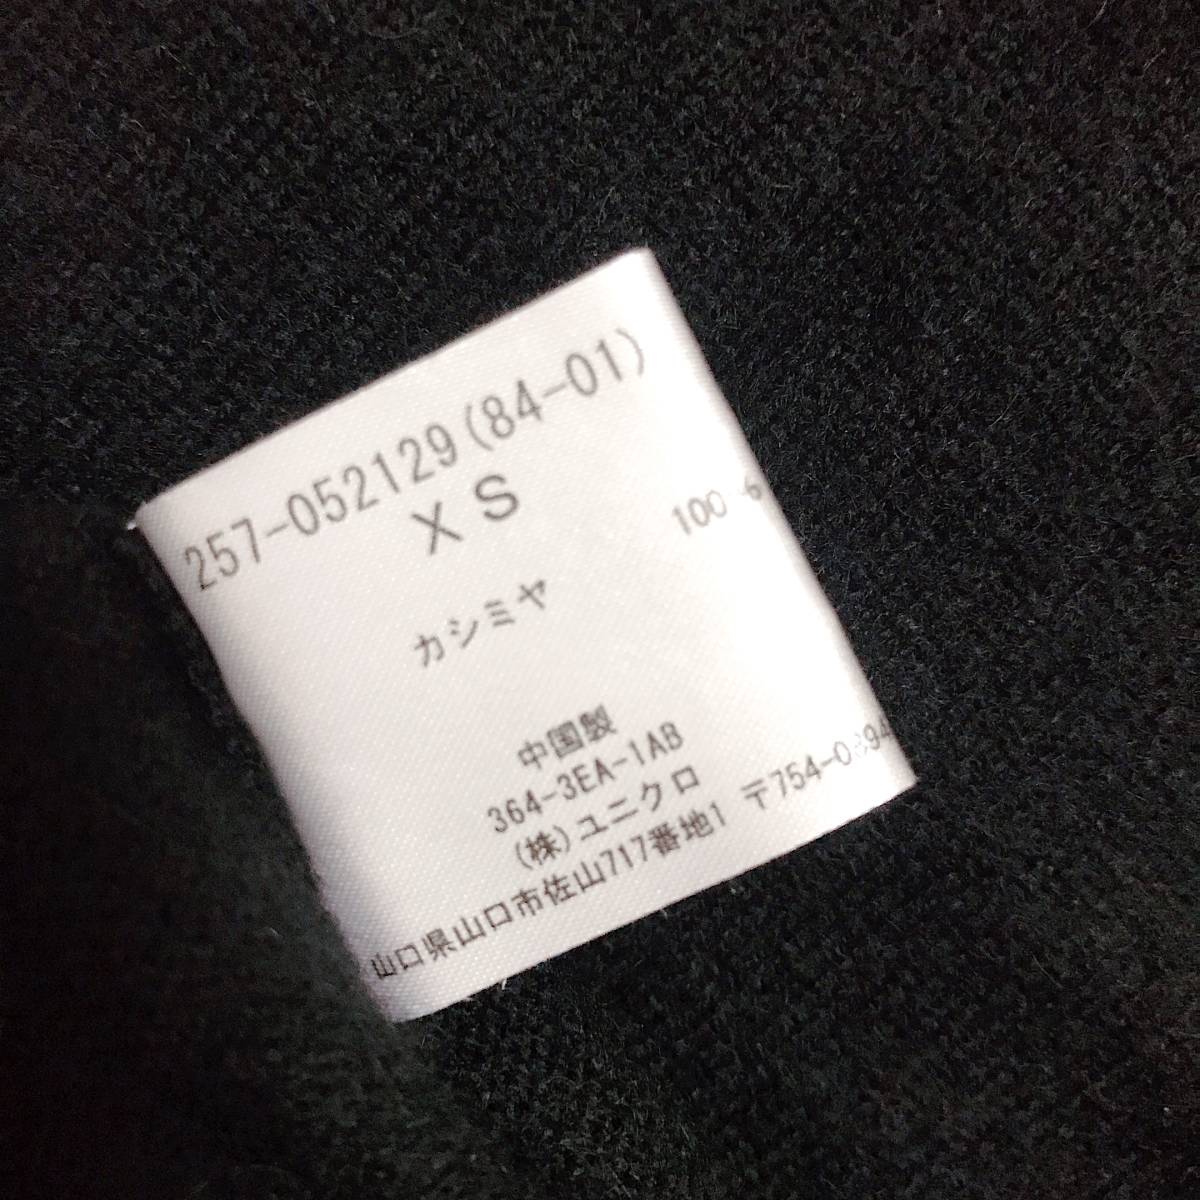 257-052129(84-01)
XS
カシミヤ 100
中国製
364-3EA-1AB
(株)ユニクロ
山口県山口市佐山717番地1 〒754-0894